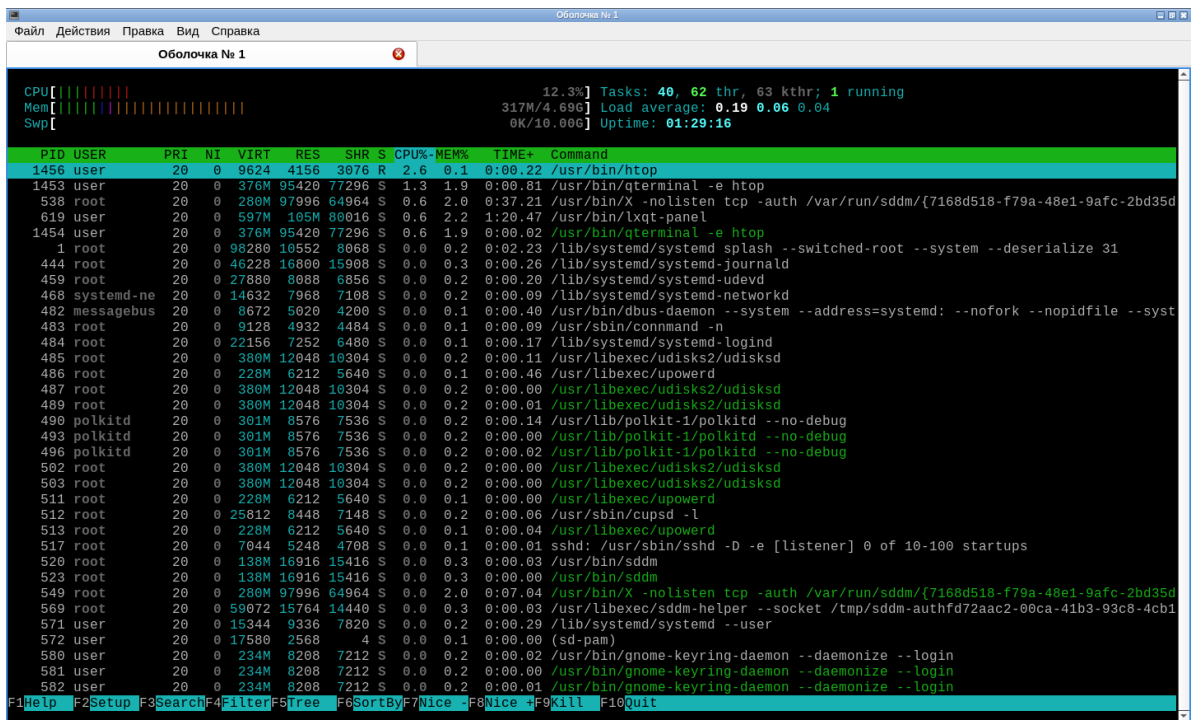 Оболочка № 1
Файл Действия Правка Вид Справка
Оболочка № 1
CPU[|||||||||| 12.3%] Tasks: 40, 62 thr, 63 kthr; 1 running
Mem[|||||||||||||||||||||||| 317M/4.69G] Load average: 0.19 0.06 0.04
Swp[ 0K/10.00G] Uptime: 01:29:16
PID USER PRI NI VIRT RES SHR S CPU%-MEM% TIME+ Command
1456 user 20 0 9624 4156 3076 R 2.6 0.1 0:00.22 /usr/bin/htop
1453 user 20 0 376M 95420 77296 S 1.3 1.9 0:00.81 /usr/bin/qterminal -e htop
538 root 20 0 280M 97996 64964 S 0.6 2.0 0:37.21 /usr/bin/X -nolisten tcp -auth /var/run/sddm/{7168d518-f79a-48e1-9afc-2bd35d
619 user 20 0 597M 105M 80016 S 0.6 2.2 1:20.47 /usr/bin/lxqt-panel
1454 user 20 0 376M 95420 77296 S 0.6 1.9 0:00.02 /usr/bin/qterminal -e htop
1 root 20 0 98280 10552 8068 S 0.0 0.2 0:02.23 /lib/systemd/systemd splash --switched-root --system --deserialize 31
444 root 20 0 46228 16800 15908 S 0.0 0.3 0:00.26 /lib/systemd/systemd-journald
459 root 20 0 27880 8088 6856 S 0.0 0.2 0:00.20 /lib/systemd/systemd-udevd
468 systemd-ne 20 0 14632 7968 7108 S 0.0 0.2 0:00.09 /lib/systemd/systemd-networkd
482 messagebus 20 0 8672 5020 4200 S 0.0 0.1 0:00.40 /usr/bin/dbus-daemon --system --address=systemd: --nofork --nopidfile --syst
483 root 20 0 9128 4932 4484 S 0.0 0.1 0:00.09 /usr/sbin/connmand -n
484 root 20 0 22156 7252 6480 S 0.0 0.1 0:00.17 /lib/systemd/systemd-logind
485 root 20 0 380M 12048 10304 S 0.0 0.2 0:00.11 /usr/libexec/udisks2/udisksd
486 root 20 0 228M 6212 5640 S 0.0 0.1 0:00.46 /usr/libexec/upowerd
487 root 20 0 380M 12048 10304 S 0.0 0.2 0:00.00 /usr/libexec/udisks2/udisksd
489 root 20 0 380M 12048 10304 S 0.0 0.2 0:00.01 /usr/libexec/udisks2/udisksd
490 polkitd 20 0 301M 8576 7536 S 0.0 0.2 0:00.14 /usr/lib/polkit-1/polkitd --no-debug
493 polkitd 20 0 301M 8576 7536 S 0.0 0.2 0:00.00 /usr/lib/polkit-1/polkitd --no-debug
496 polkitd 20 0 301M 8576 7536 S 0.0 0.2 0:00.02 /usr/lib/polkit-1/polkitd --no-debug
502 root 20 0 380M 12048 10304 S 0.0 0.2 0:00.00 /usr/libexec/udisks2/udisksd
503 root 20 0 380M 12048 10304 S 0.0 0.2 0:00.00 /usr/libexec/udisks2/udisksd
511 root 20 0 228M 6212 5640 S 0.0 0.1 0:00.00 /usr/libexec/upowerd
512 root 20 0 25812 8448 7148 S 0.0 0.2 0:00.06 /usr/sbin/cupsd -l
513 root 20 0 228M 6212 5640 S 0.0 0.1 0:00.04 /usr/libexec/upowerd
517 root 20 0 7044 5248 4708 S 0.0 0.1 0:00.01 sshd: /usr/sbin/sshd -D -e [listener] 0 of 10-100 startups
520 root 20 0 138M 16916 15416 S 0.0 0.3 0:00.03 /usr/bin/sddm
523 root 20 0 138M 16916 15416 S 0.0 0.3 0:00.00 /usr/bin/sddm
549 root 20 0 280M 97996 64964 S 0.0 2.0 0:07.04 /usr/bin/X -nolisten tcp -auth /var/run/sddm/{7168d518-f79a-48e1-9afc-2bd35d
569 root 20 0 59072 15764 14440 S 0.0 0.3 0:00.03 /usr/libexec/sddm-helper --socket /tmp/sddm-authfd72aac2-00ca-41b3-93c8-4cb1
571 user 20 0 15344 9336 7820 S 0.0 0.2 0:00.29 /lib/systemd/systemd --user
572 user 20 0 17580 2568 4 S 0.0 0.1 0:00.00 (sd-pam)
580 user 20 0 234M 8208 7212 S 0.0 0.2 0:00.02 /usr/bin/gnome-keyring-daemon --daemonize --login
581 user 20 0 234M 8208 7212 S 0.0 0.2 0:00.00 /usr/bin/gnome-keyring-daemon --daemonize --login
582 user 20 0 234M 8208 7212 S 0.0 0.2 0:00.01 /usr/bin/gnome-keyring-daemon --daemonize --login
F1Help F2Setup F3SearchF4FilterF5Tree F6SortByF7Nice -F8Nice +F9Kill F10Quit